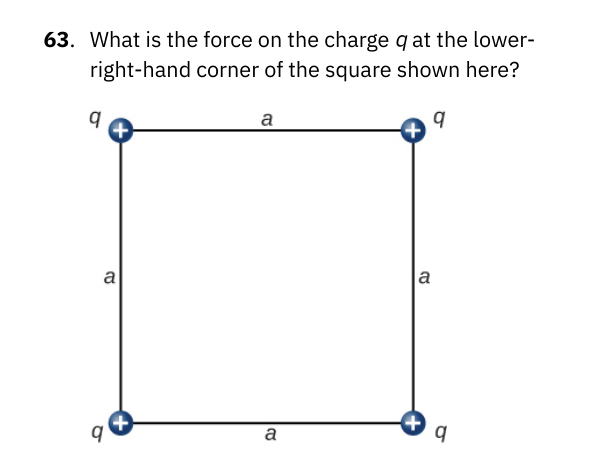 63. What is the force on the charge q at the lower-
right-hand corner of the square shown here?
q + a + q
a a
q + a + q